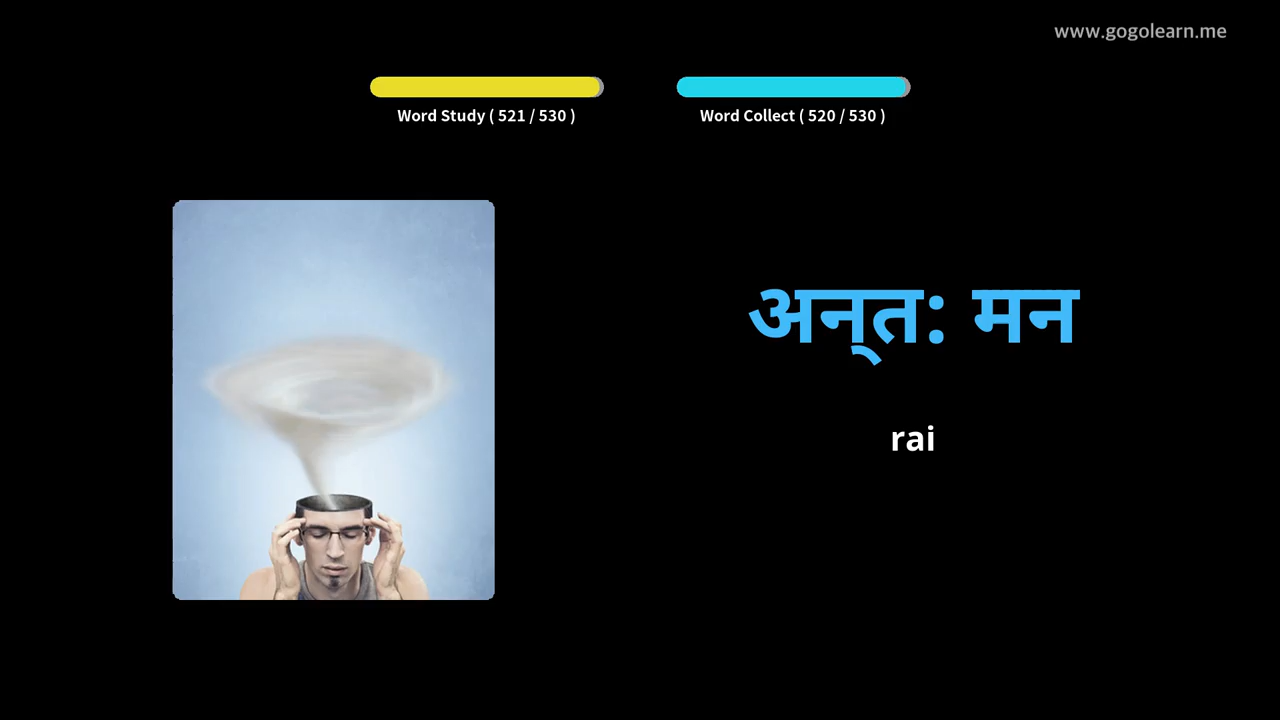 www.gogolearn.me
Word Study ( 521 / 530 )
Word Collect ( 520 / 530 )
अन्‌त: मन
rai